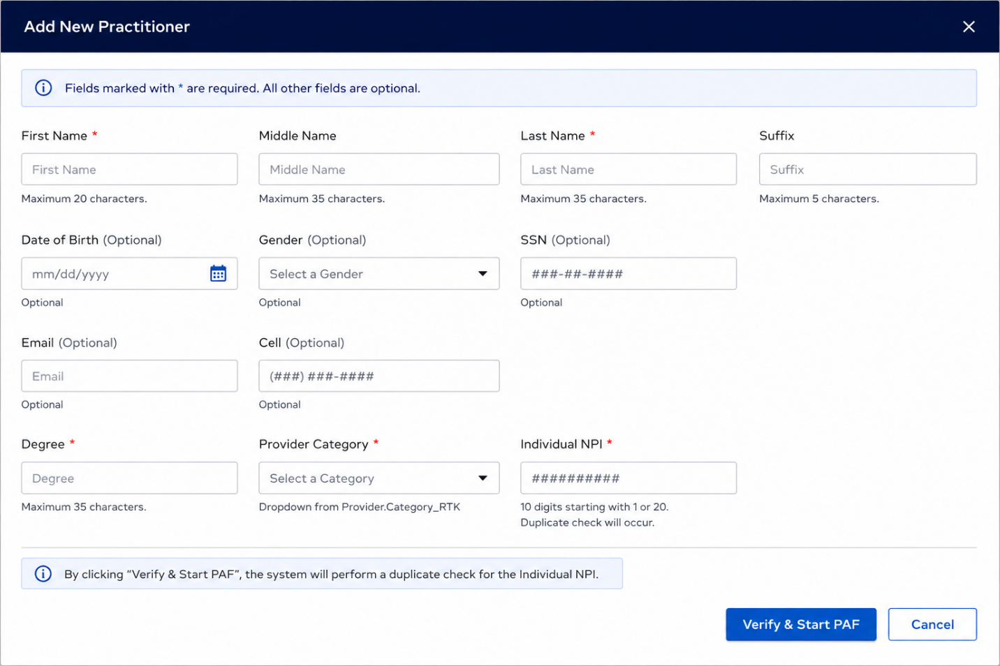 Add New Practitioner
Fields marked with * are required. All other fields are optional.
First Name *
Middle Name
Last Name *
Suffix
First Name
Middle Name
Last Name
Suffix
Maximum 20 characters.
Maximum 35 characters.
Maximum 35 characters.
Maximum 5 characters.
Date of Birth (Optional)
Gender (Optional)
SSN (Optional)
mm/dd/yyyy
Select a Gender
###-##-####
Optional
Optional
Optional
Email (Optional)
Cell (Optional)
Email
(###) ###-####
Optional
Optional
Degree *
Provider Category *
Individual NPI *
Degree
Select a Category
##########
Maximum 35 characters.
Dropdown from Provider.Category_RTK
10 digits starting with 1 or 20.
Duplicate check will occur.
By clicking “Verify & Start PAF”, the system will perform a duplicate check for the Individual NPI.
Verify & Start PAF
Cancel